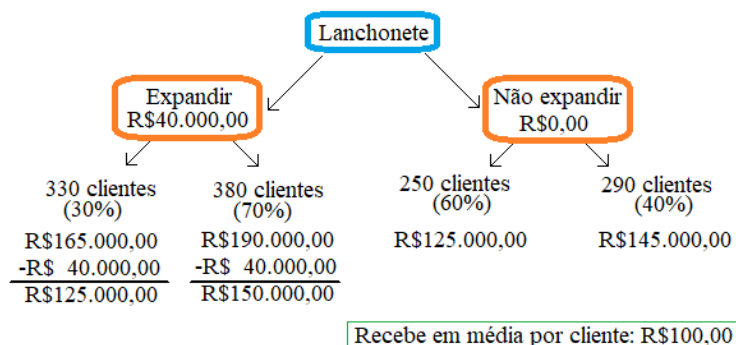 Lanchonete
Expandir
R$40.000,00
Não expandir
R$0,00
330 clientes
(30%)
R$165.000,00
-R$ 40.000,00
R$125.000,00
380 clientes
(70%)
R$190.000,00
-R$ 40.000,00
R$150.000,00
250 clientes
(60%)
R$125.000,00
290 clientes
(40%)
R$145.000,00
Recebe em média por cliente: R$100,00